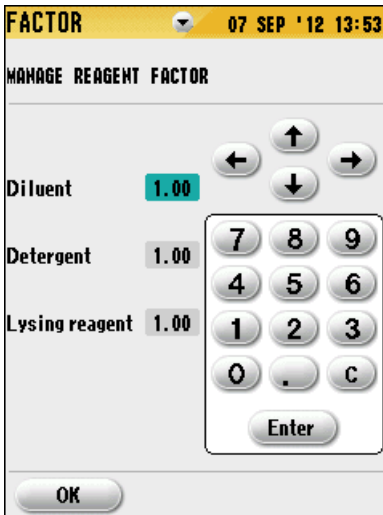 FACTOR 07 SEP '12 13:53
MANAGE REAGENT FACTOR
Diluent 1.00
Detergent 1.00
Lysing reagent 1.00
7 8 9
4 5 6
1 2 3
0 . C
Enter
OK